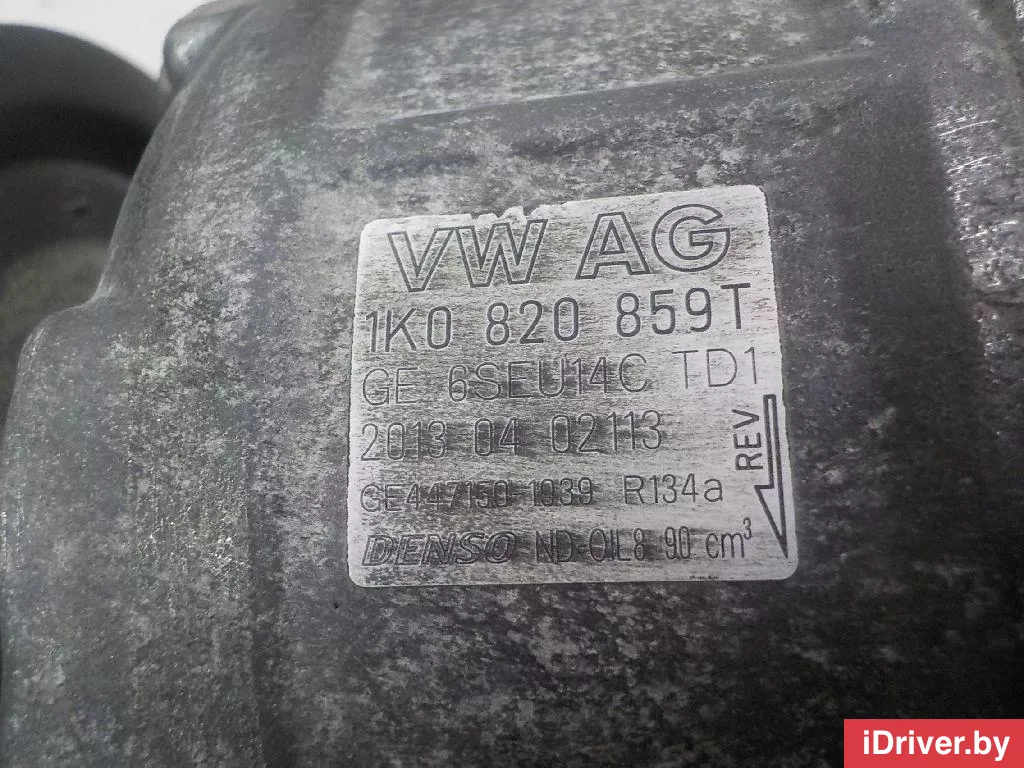 VW AG
1K0 820 859T
GE 6SEU14C TD1
2013 04 02113
REV
GE447150-1939 R134a
DENSO ND-OIL8 90 cm³
iDriver.by